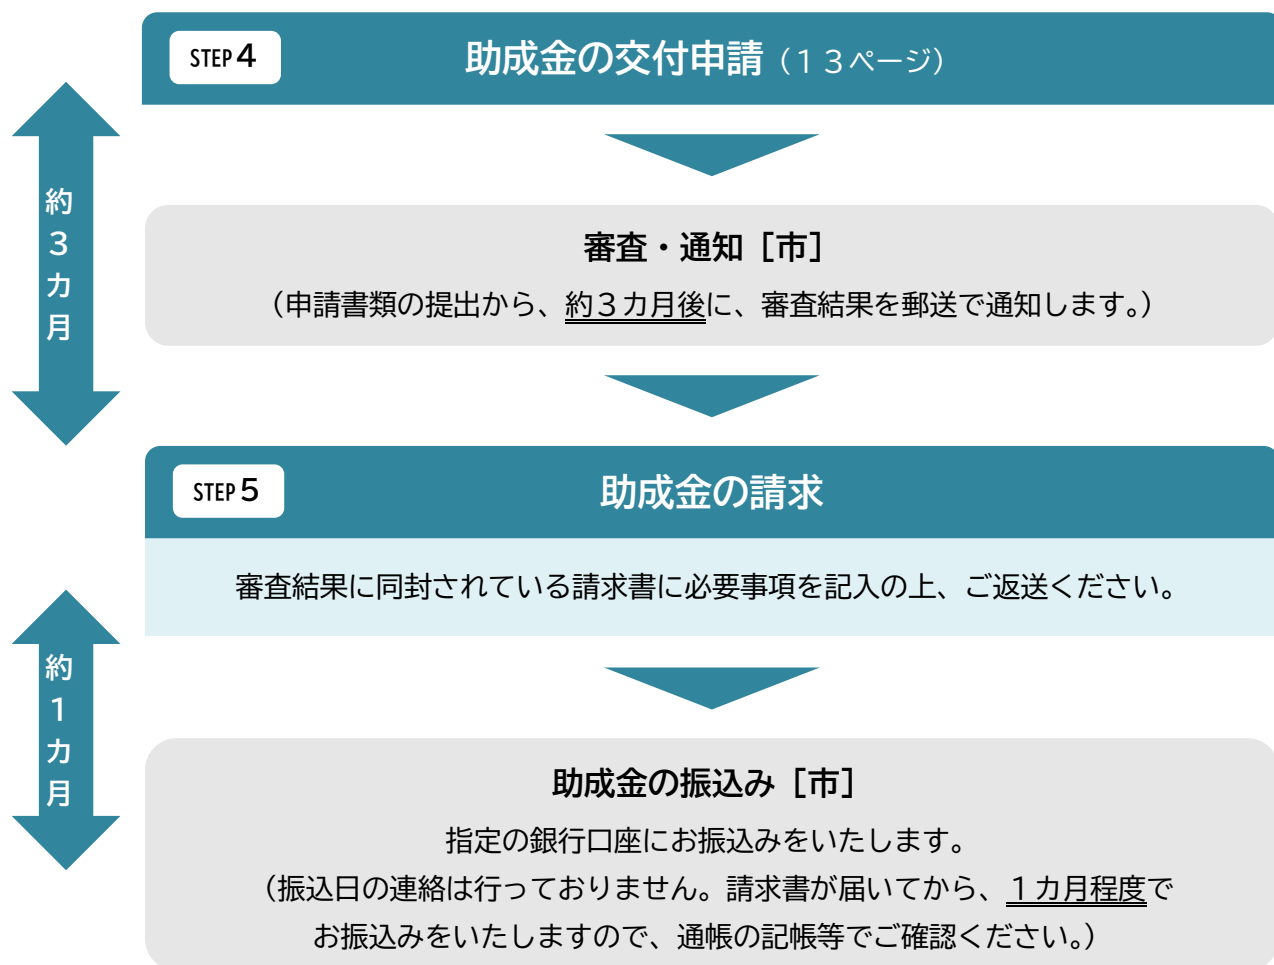 STEP 4
助成金の交付申請（１３ページ）
約３カ月
審査・通知［市］
（申請書類の提出から、約３カ月後に、審査結果を郵送で通知します。）
STEP 5
助成金の請求
審査結果に同封されている請求書に必要事項を記入の上、ご返送ください。
約１カ月
助成金の振込み［市］
指定の銀行口座にお振込みをいたします。
（振込日の連絡は行っておりません。請求書が届いてから、１カ月程度で
お振込みをいたしますので、通帳の記帳等でご確認ください。）